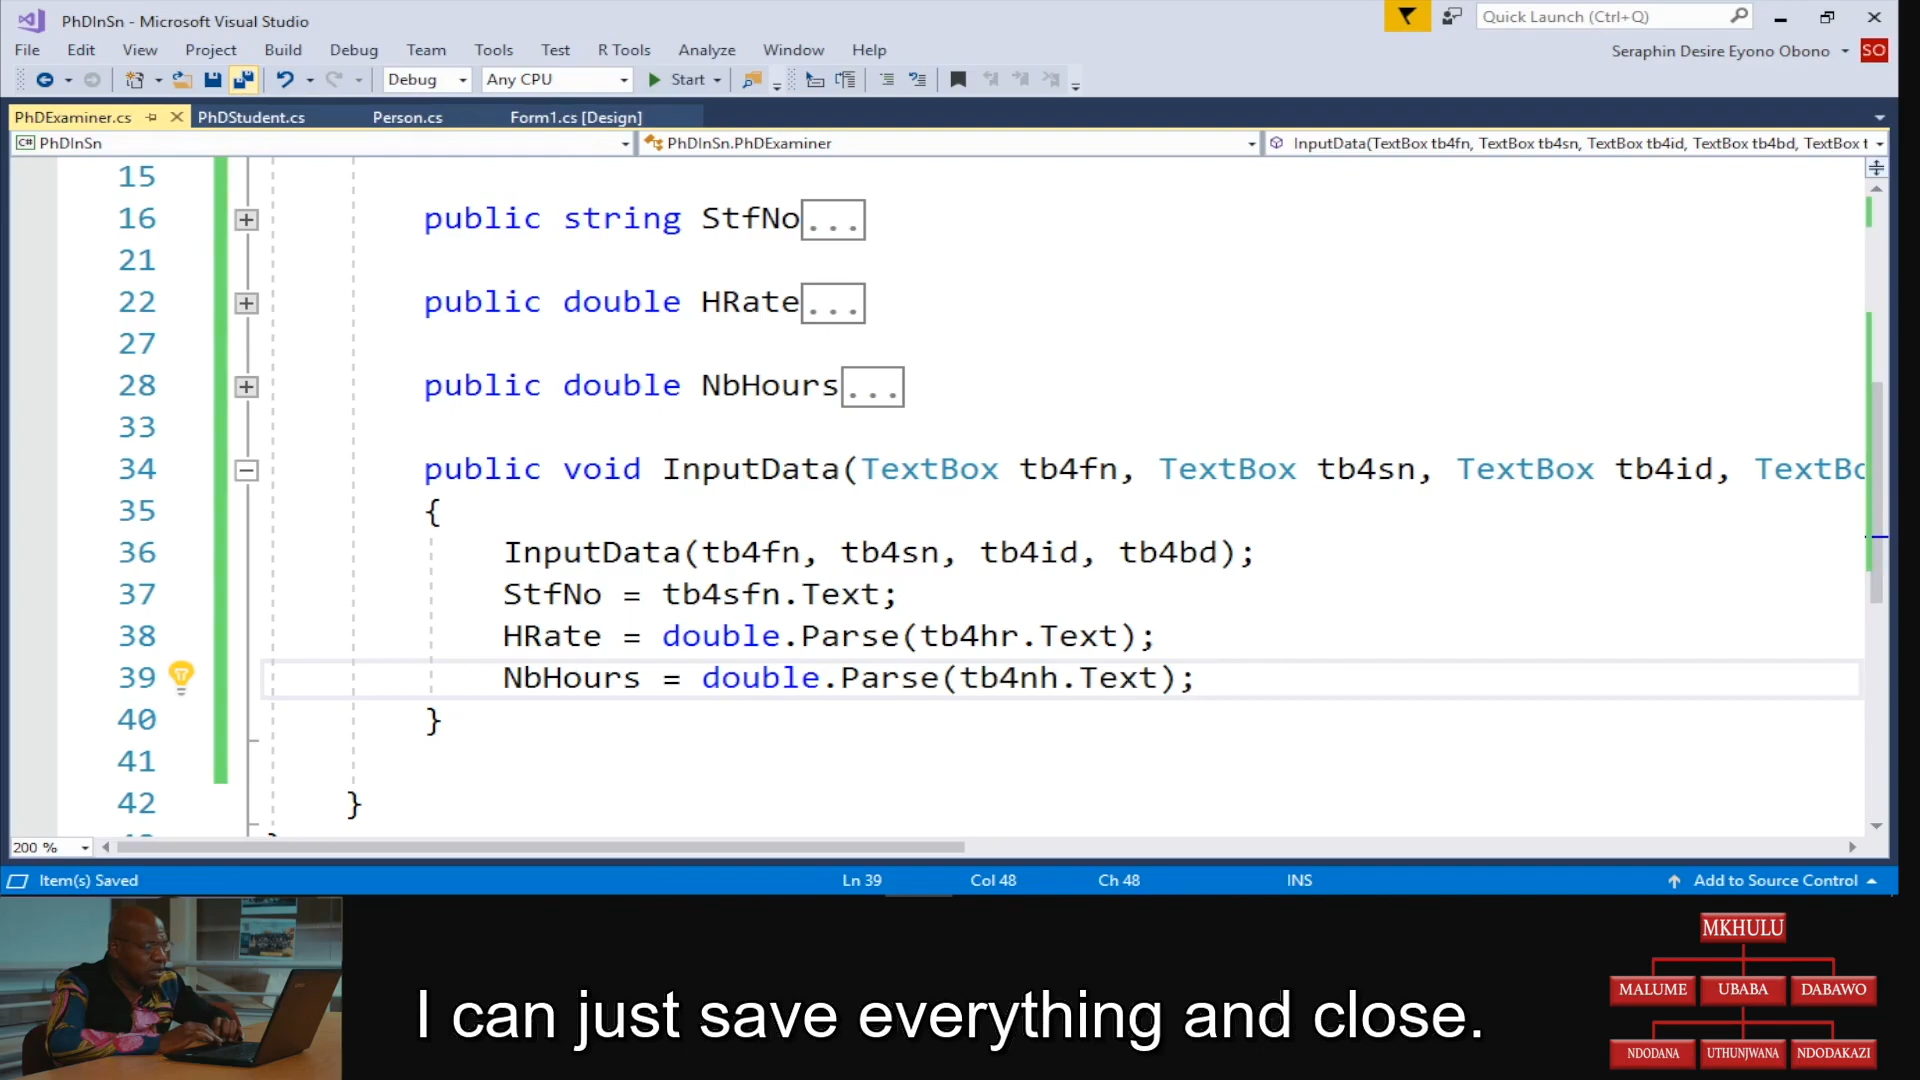 PhDInSn - Microsoft Visual Studio
Quick Launch (Ctrl+Q)
File Edit View Project Build Debug Team Tools Test R Tools Analyze Window Help
Seraphin Desire Eyono Obono
SO
Debug Any CPU Start
PhDExaminer.cs PhDStudent.cs Person.cs Form1.cs [Design]
C# PhDInSn PhDInSn.PhDExaminer InputData(TextBox tb4fn, TextBox tb4sn, TextBox tb4id, TextBox tb4bd, TextBox t
15
16 public string StfNo...
21
22 public double HRate...
27
28 public double NbHours...
33
34 public void InputData(TextBox tb4fn, TextBox tb4sn, TextBox tb4id, TextBo
35 {
36 InputData(tb4fn, tb4sn, tb4id, tb4bd);
37 StfNo = tb4sfn.Text;
38 HRate = double.Parse(tb4hr.Text);
39 NbHours = double.Parse(tb4nh.Text);
40 }
41
42 }
200 %
Item(s) Saved Ln 39 Col 48 Ch 48 INS Add to Source Control
I can just save everything and close.
MKHULU
MALUME UBABA DABAWO
NDODANA UTHUNJWANA NDODAKAZI